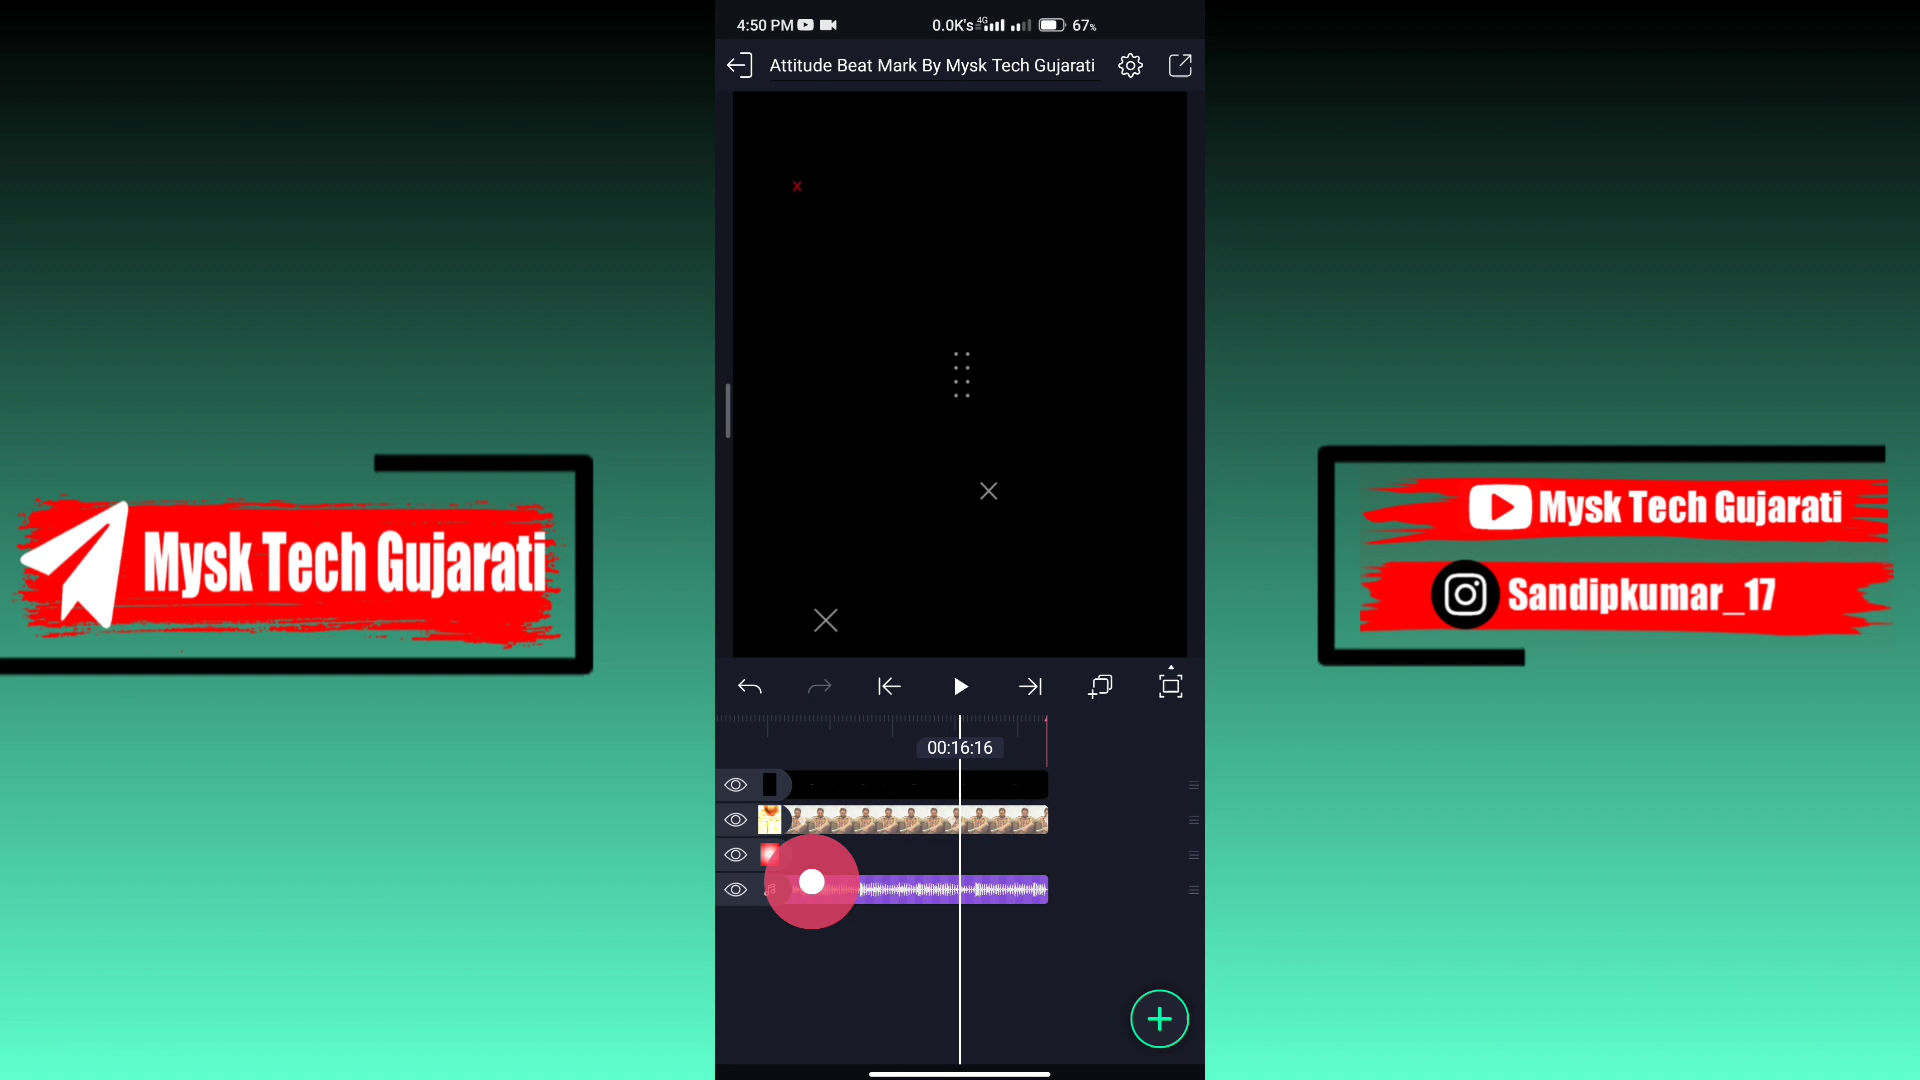 4:50 PM
0.0K's 4G 67%
Attitude Beat Mark By Mysk Tech Gujarati
x
00:16:16
Mysk Tech Gujarati
Mysk Tech Gujarati
Sandipkumar_17